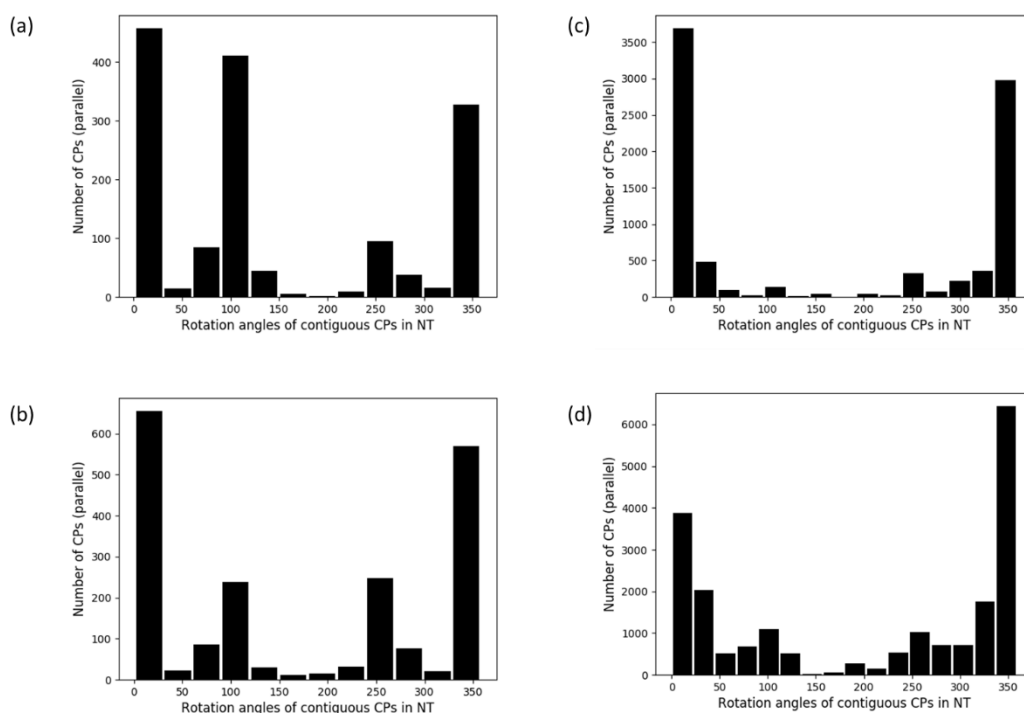 (a)
Number of CPs (parallel)
400
300
200
100
0
0 50 100 150 200 250 300 350
Rotation angles of contiguous CPs in NT
(c)
Number of CPs (parallel)
3500
3000
2500
2000
1500
1000
500
0
0 50 100 150 200 250 300 350
Rotation angles of contiguous CPs in NT
(b)
Number of CPs (parallel)
600
500
400
300
200
100
0
0 50 100 150 200 250 300 350
Rotation angles of contiguous CPs in NT
(d)
Number of CPs (parallel)
6000
5000
4000
3000
2000
1000
0
0 50 100 150 200 250 300 350
Rotation angles of contiguous CPs in NT